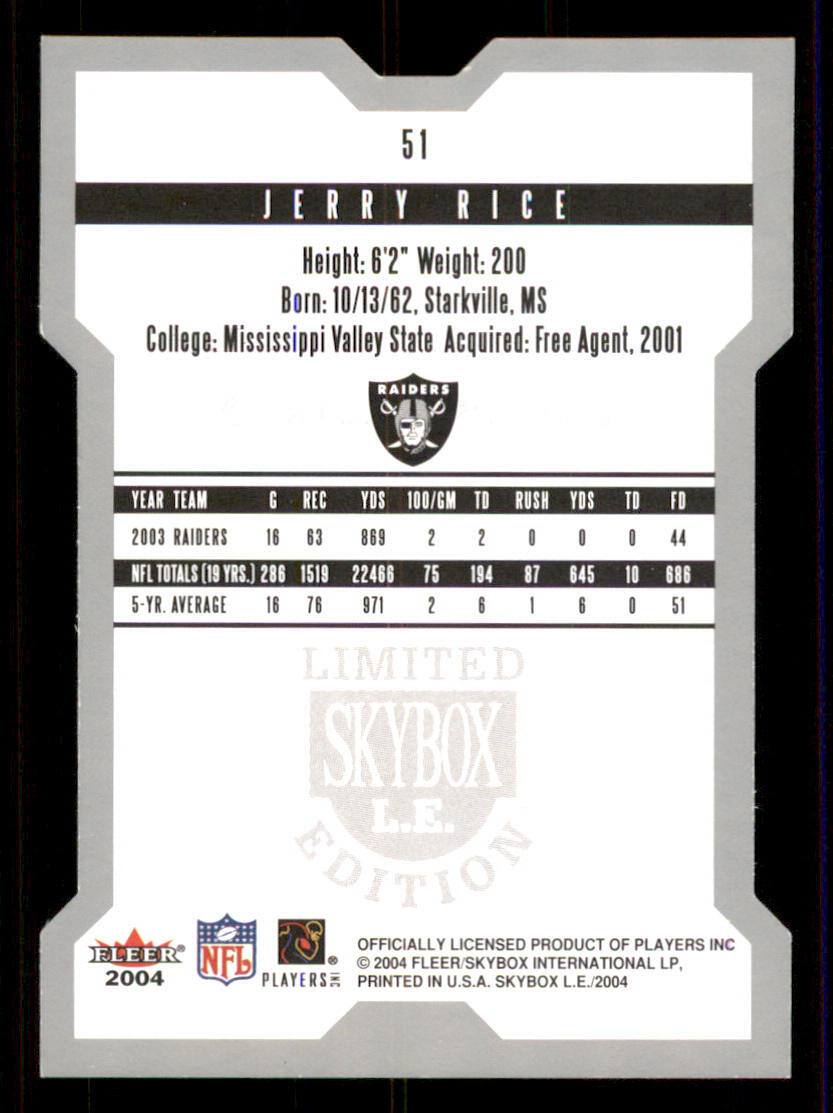 51
JERRY RICE
Height: 6'2" Weight: 200
Born: 10/13/62, Starkville, MS
College: Mississippi Valley State Acquired: Free Agent, 2001
RAIDERS
YEAR TEAM G REC YDS 100/GM TD RUSH YDS TD FD
2003 RAIDERS 16 63 869 2 2 0 0 0 44
NFL TOTALS (19 YRS.) 286 1519 22466 75 194 87 645 10 686
5-YR. AVERAGE 16 76 971 2 6 1 6 0 51
LIMITED
SKYBOX
L.E.
EDITION
FLEER®
2004
NFL
®
PLAYERS INC
OFFICIALLY LICENSED PRODUCT OF PLAYERS INC
© 2004 FLEER/SKYBOX INTERNATIONAL LP,
PRINTED IN U.S.A. SKYBOX L.E./2004